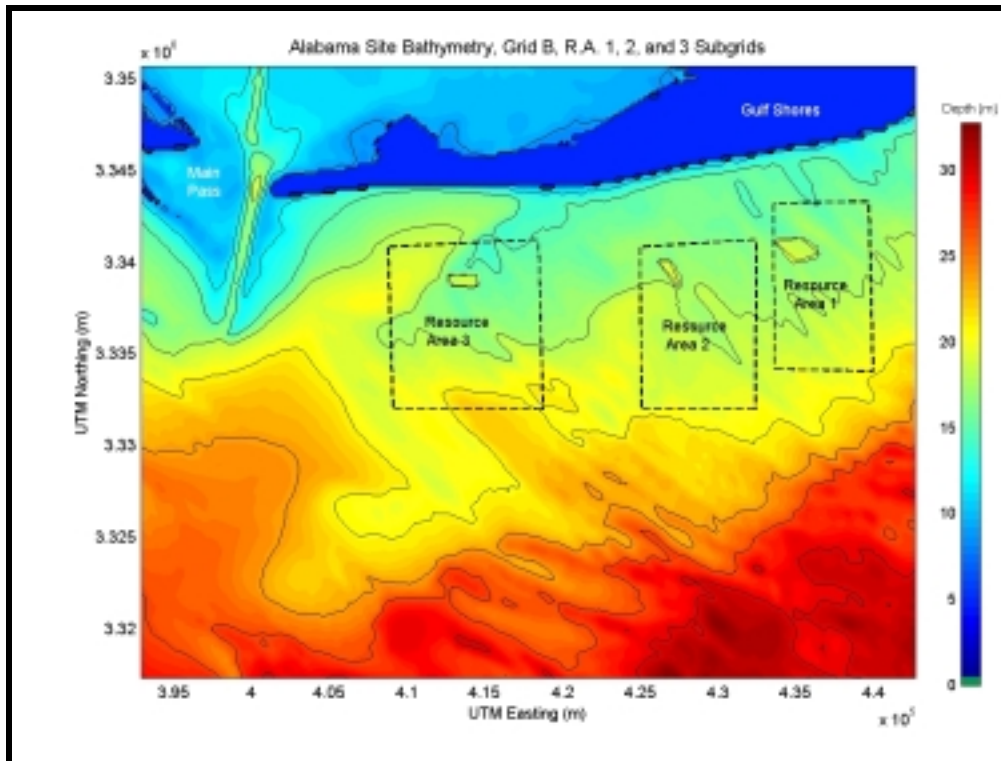 Alabama Site Bathymetry, Grid B, R.A. 1, 2, and 3 Subgrids
x 10⁶
3.35
3.345
3.34
3.335
3.33
3.325
3.32
UTM Northing (m)
Gulf Shores
Main
Pass
Resource
Area 3
Resource
Area 2
Resource
Area 1
3.95
4
4.05
4.1
4.15
4.2
4.25
4.3
4.35
4.4
UTM Easting (m)
x 10⁵
Depth (m)
30
25
20
15
10
5
0